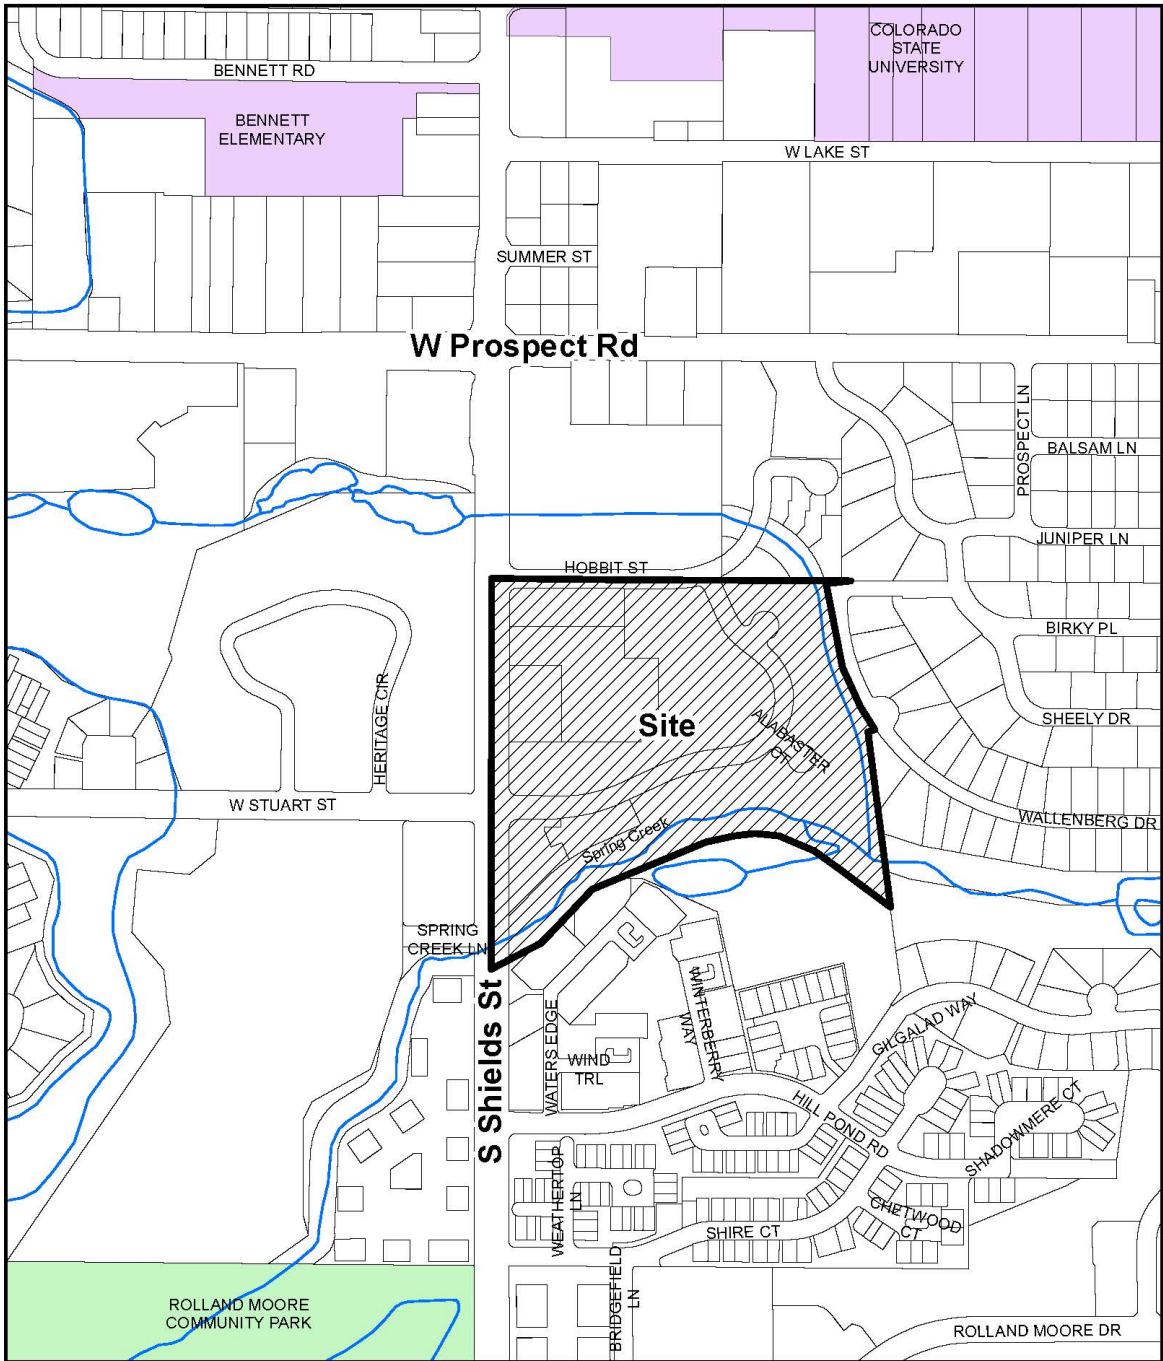 COLORADO
STATE
UNIVERSITY
BENNETT RD
BENNETT
ELEMENTARY
W LAKE ST
SUMMER ST
W Prospect Rd
PROSPECT LN
BALSAM LN
JUNIPER LN
HOBBIT ST
BIRKY PL
HERITAGE CIR
Site
ALABASTER
CT
SHEELY DR
W STUART ST
Spring Creek
WALLENBERG DR
SPRING
CREEK LN
S Shields St
WATERS EDGE
WINTERBERRY
WAY
WIND
TRL
GILGALAD WAY
HILL POND RD
SHADOWMERE CT
WEATHERTOP
LN
CHETWOOD
CT
SHIRE CT
BRIDGEFIELD
LN
ROLLAND MOORE
COMMUNITY PARK
ROLLAND MOORE DR